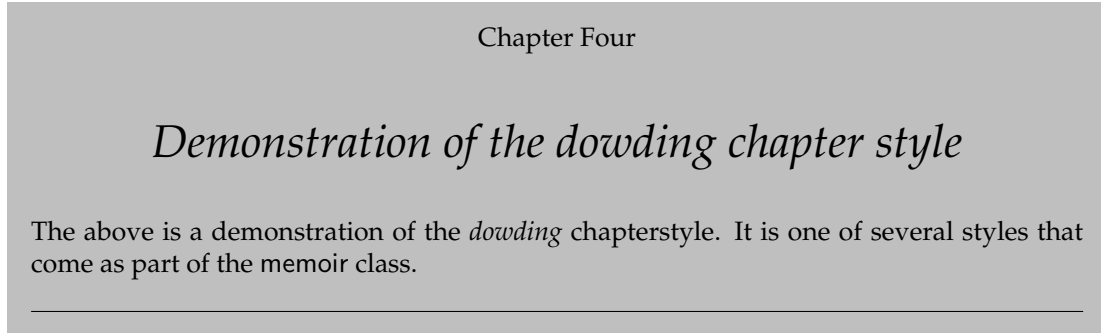 Chapter Four
Demonstration of the dowding chapter style
The above is a demonstration of the dowding chapterstyle. It is one of several styles that
come as part of the memoir class.